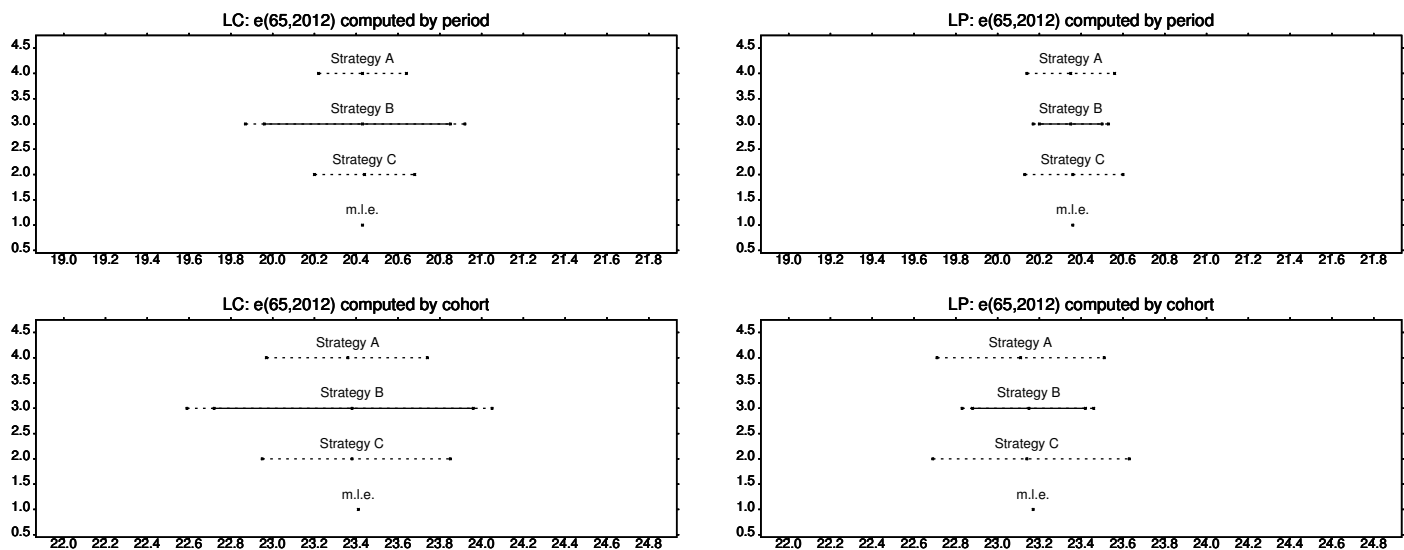 LC: e(65,2012) computed by period
4.5
Strategy A
4.0
3.5
Strategy B
3.0
2.5
Strategy C
2.0
1.5
m.l.e.
1.0
0.5
19.0 19.2 19.4 19.6 19.8 20.0 20.2 20.4 20.6 20.8 21.0 21.2 21.4 21.6 21.8
LP: e(65,2012) computed by period
4.5
Strategy A
4.0
3.5
Strategy B
3.0
2.5
Strategy C
2.0
1.5
m.l.e.
1.0
0.5
19.0 19.2 19.4 19.6 19.8 20.0 20.2 20.4 20.6 20.8 21.0 21.2 21.4 21.6 21.8
LC: e(65,2012) computed by cohort
4.5
Strategy A
4.0
3.5
Strategy B
3.0
2.5
Strategy C
2.0
1.5
m.l.e.
1.0
0.5
22.0 22.2 22.4 22.6 22.8 23.0 23.2 23.4 23.6 23.8 24.0 24.2 24.4 24.6 24.8
LP: e(65,2012) computed by cohort
4.5
Strategy A
4.0
3.5
Strategy B
3.0
2.5
Strategy C
2.0
1.5
m.l.e.
1.0
0.5
22.0 22.2 22.4 22.6 22.8 23.0 23.2 23.4 23.6 23.8 24.0 24.2 24.4 24.6 24.8